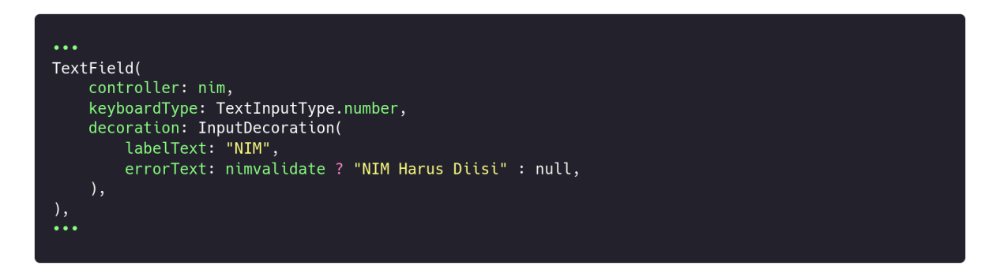 •••
TextField(
    controller: nim,
    keyboardType: TextInputType.number,
    decoration: InputDecoration(
        labelText: "NIM",
        errorText: nimvalidate ? "NIM Harus Diisi" : null,
    ),
),
•••